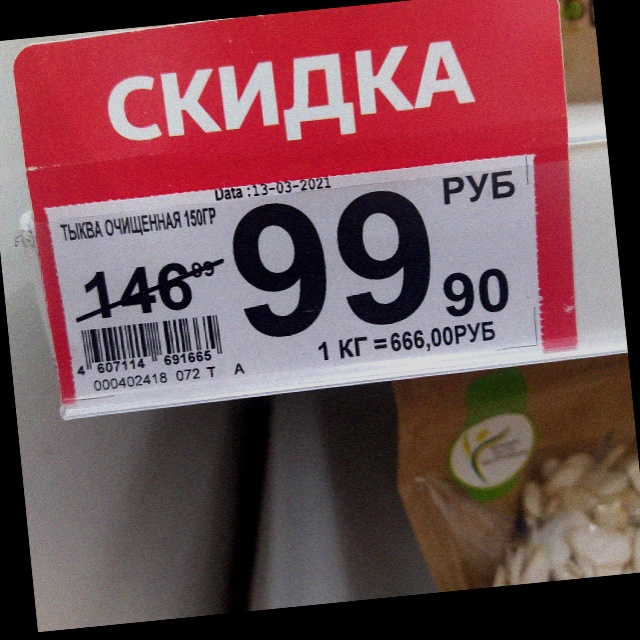 СКИДКА
Data :13-03-2021
ТЫКВА ОЧИЩЕННАЯ 150ГР
РУБ
146 99
99 90
4 607114 691665
1 КГ =666,00РУБ
000402418 072 Т А